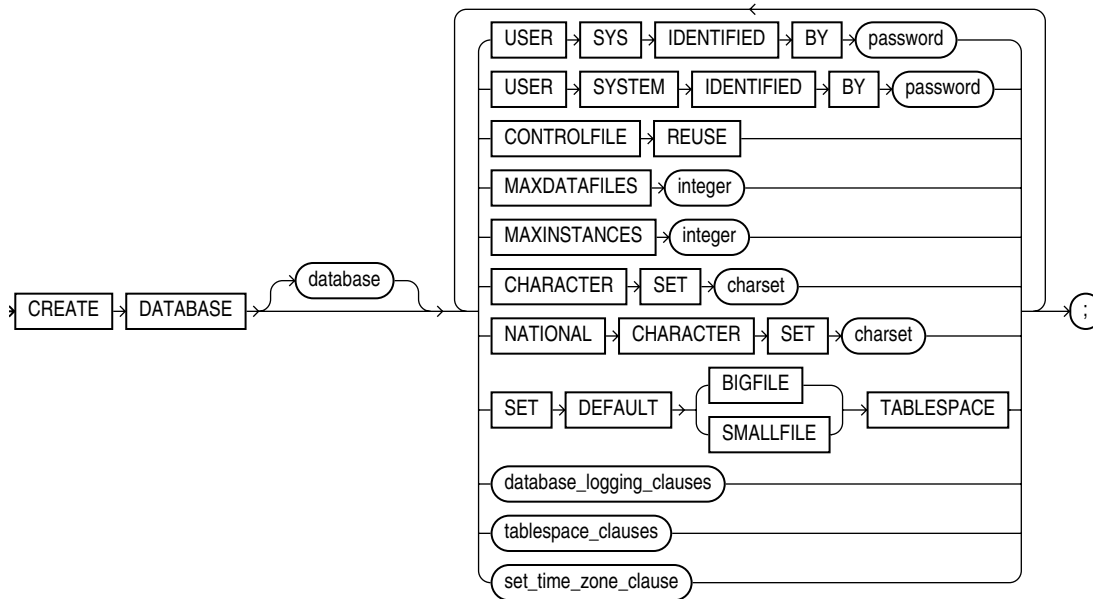 USER SYS IDENTIFIED BY password
USER SYSTEM IDENTIFIED BY password
CONTROLFILE REUSE
MAXDATAFILES integer
MAXINSTANCES integer
database
CHARACTER SET charset
CREATE DATABASE ;
NATIONAL CHARACTER SET charset
BIGFILE
SET DEFAULT TABLESPACE
SMALLFILE
database_logging_clauses
tablespace_clauses
set_time_zone_clause